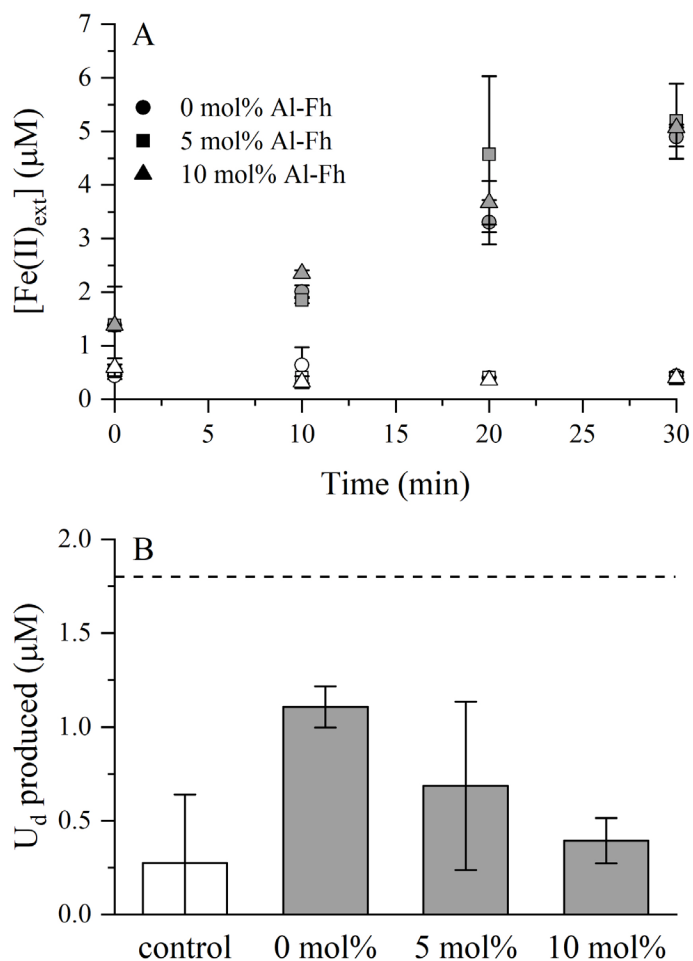 A
7
6
5
4
3
2
1
0
[Fe(II)ext] (μM)
0 mol% Al-Fh
5 mol% Al-Fh
10 mol% Al-Fh
0 5 10 15 20 25 30
Time (min)
B
2.0
1.5
1.0
0.5
0.0
Ud produced (μM)
control 0 mol% 5 mol% 10 mol%